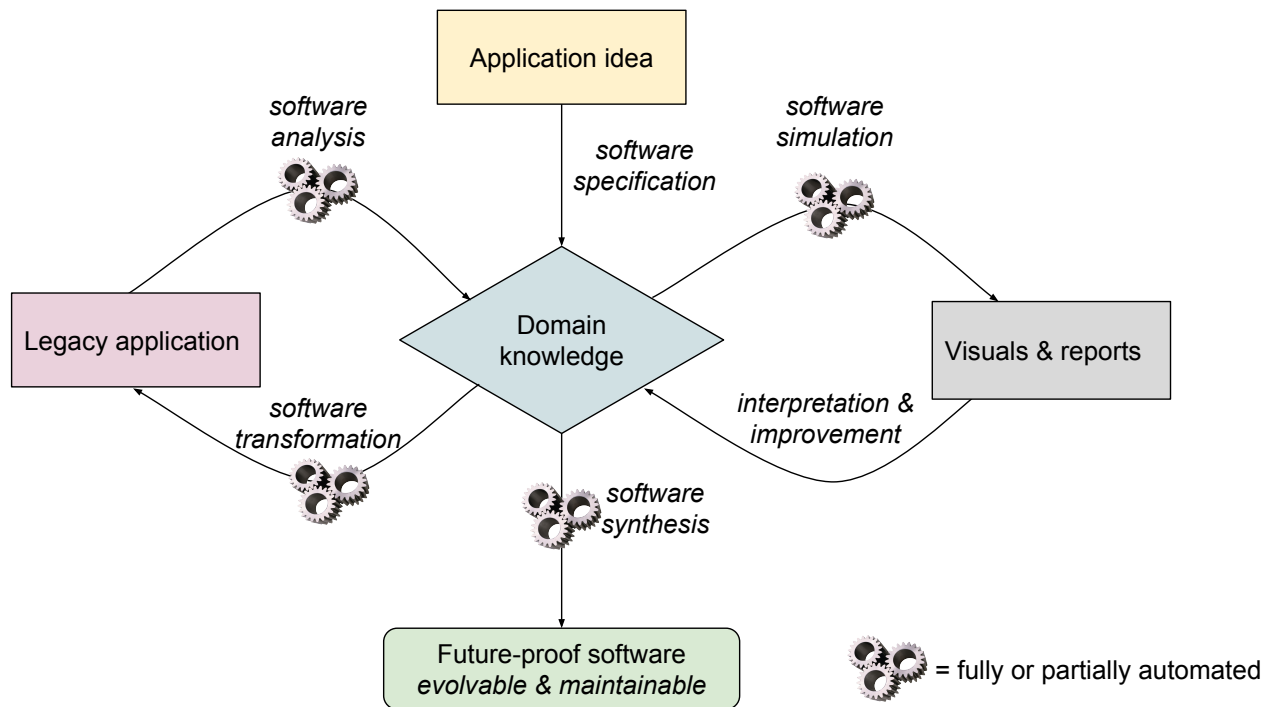 Application idea
software
analysis
software
simulation
software
specification
Legacy application
Domain
knowledge
Visuals & reports
software
transformation
interpretation &
improvement
software
synthesis
Future-proof software
evolvable & maintainable
= fully or partially automated